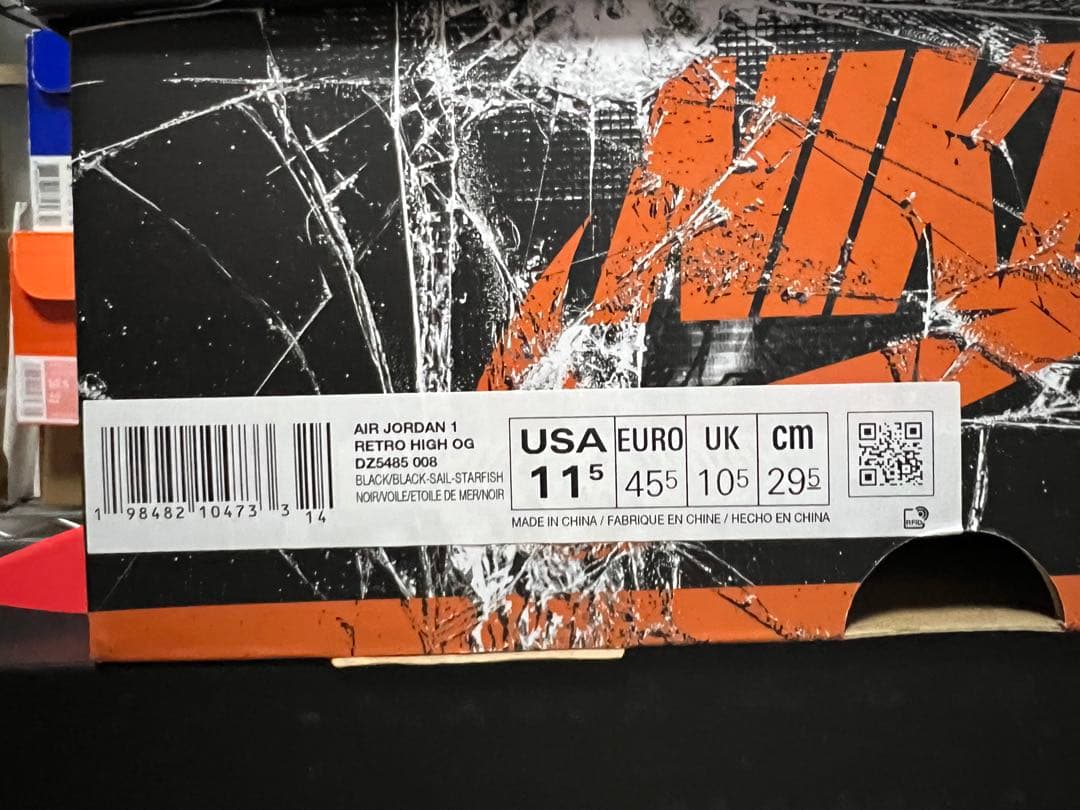 NIKE
AIR JORDAN 1
RETRO HIGH OG
DZ5485 008
BLACK/BLACK-SAIL-STARFISH
NOIR/VOILE/ETOILE DE MER/NOIR
1 98482 10473 3 14
USA EURO UK cm
11⁵ 45⁵ 10⁵ 29⁵
MADE IN CHINA / FABRIQUE EN CHINE / HECHO EN CHINA
RFID